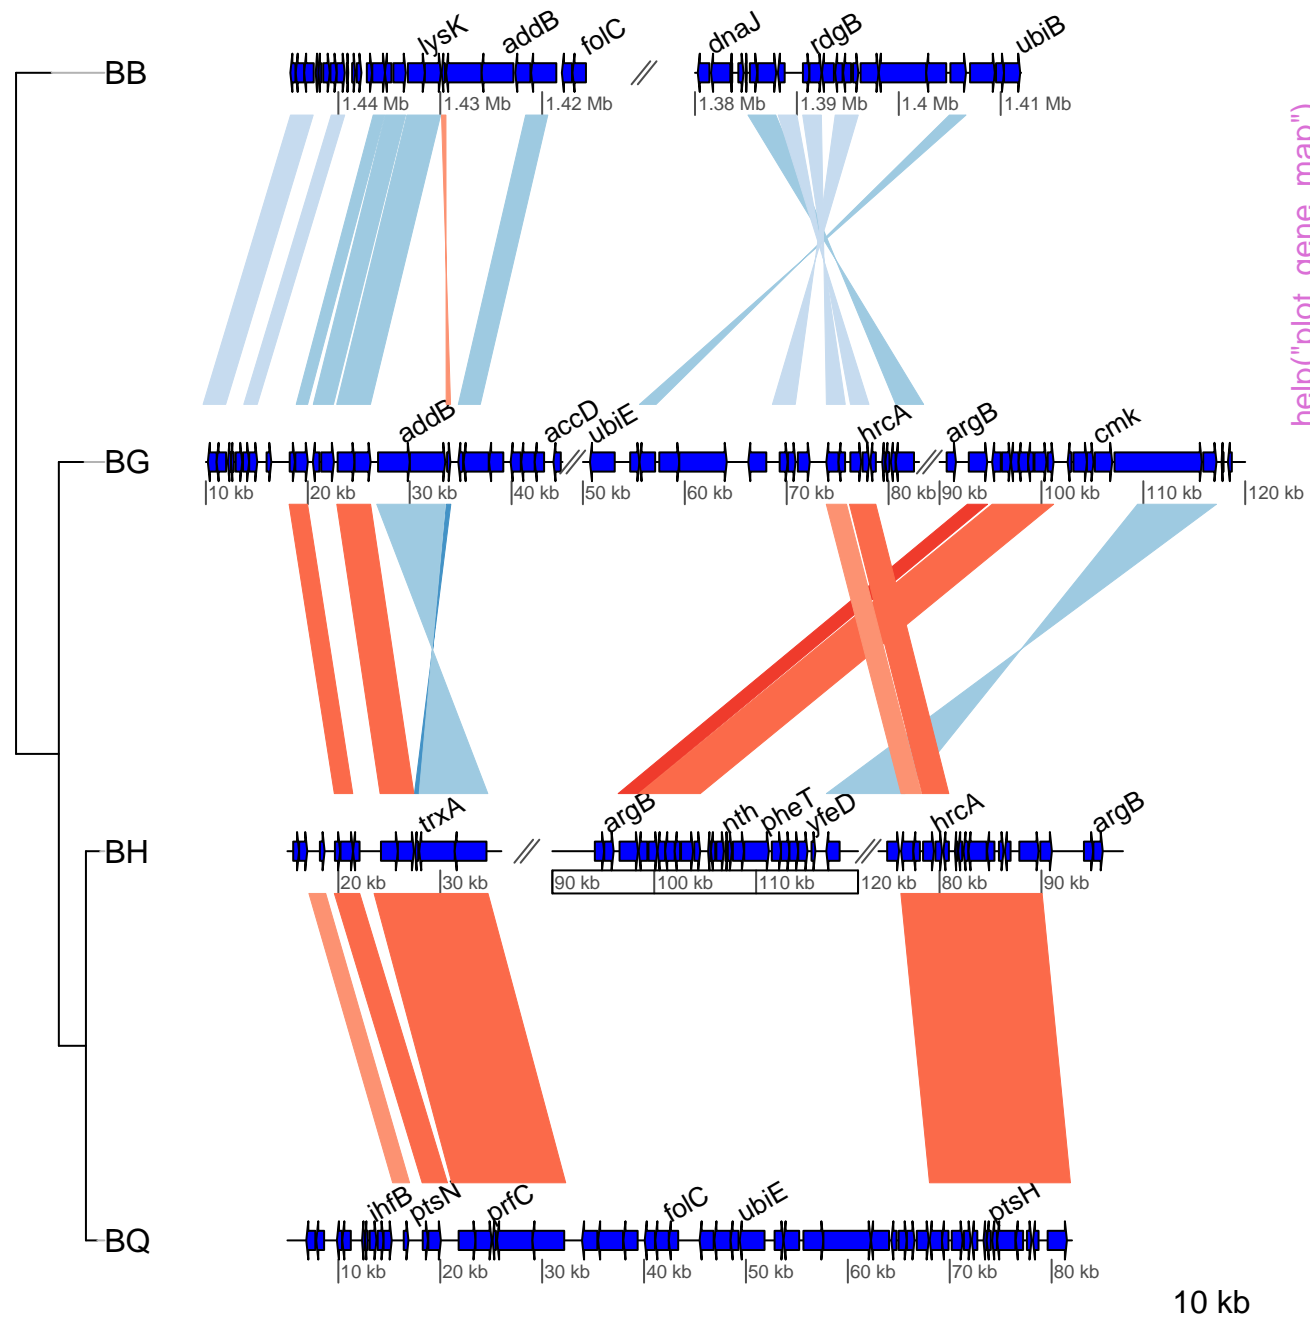 lysK addB folC dnaJ rdgB ubiB
BB
1.44 Mb 1.43 Mb 1.42 Mb 1.38 Mb 1.39 Mb 1.4 Mb 1.41 Mb
help("plot_gene_map")
addB accD ubiE hrcA argB cmk
BG
10 kb 20 kb 30 kb 40 kb 50 kb 60 kb 70 kb 80 kb 90 kb 100 kb 110 kb 120 kb
trxA argB nth pheT yfeD hrcA argB
BH
20 kb 30 kb 90 kb 100 kb 110 kb 120 kb 80 kb 90 kb
ihfB ptsN prfC folC ubiE ptsH
BQ
10 kb 20 kb 30 kb 40 kb 50 kb 60 kb 70 kb 80 kb
10 kb